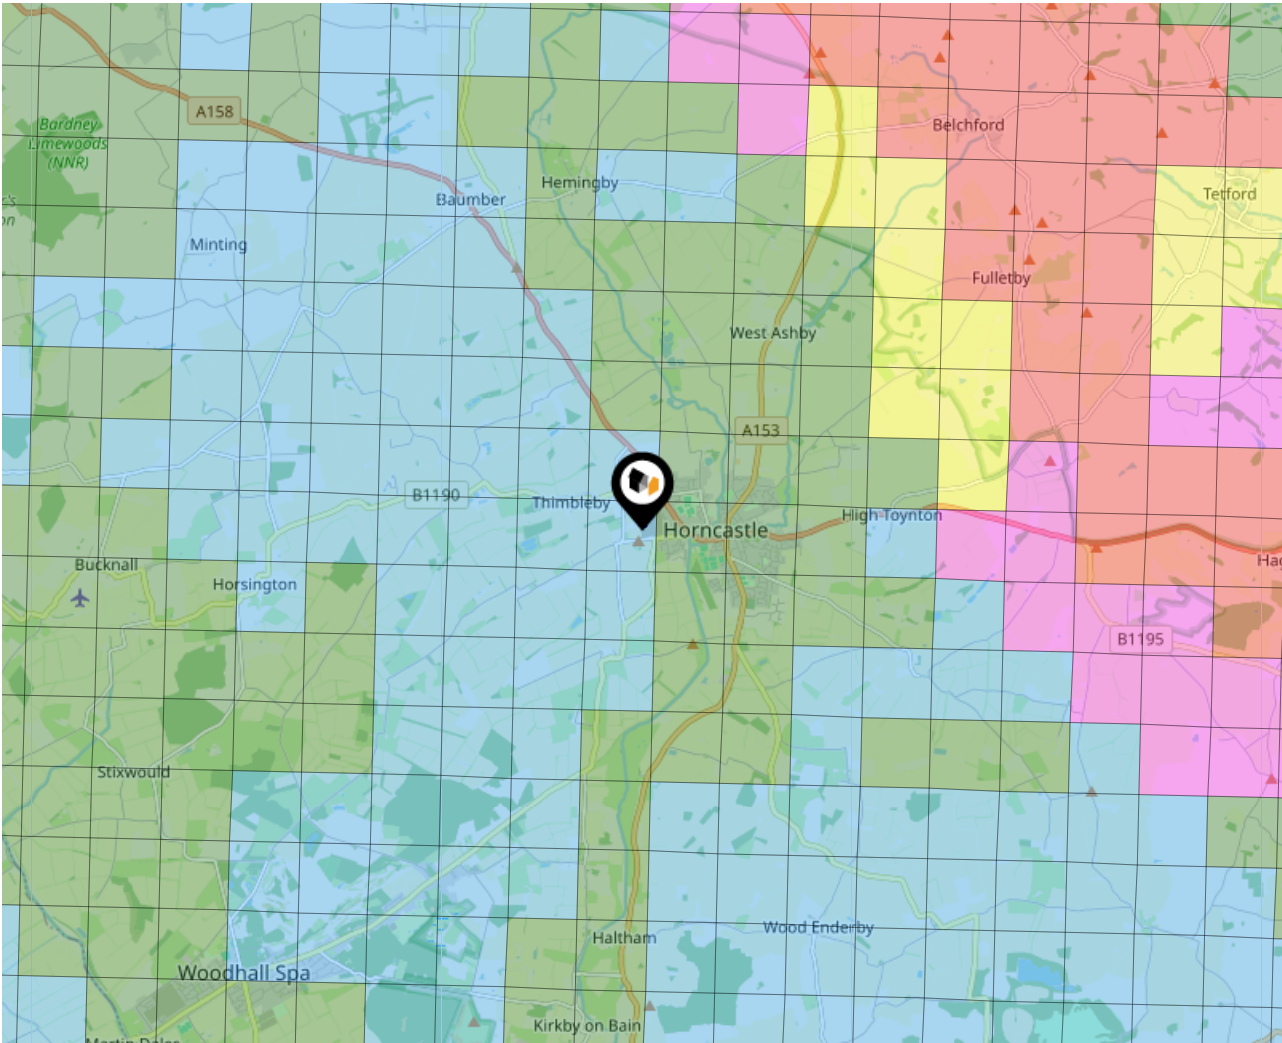 A158
Bardney
Limewoods
(NNR)
Belchford
Hemingby
Baumber
Tetford
Minting
Fulletby
West Ashby
A153
B1190
Thimbleby
High Toynton
Horncastle
Bucknall
Horsington
B1195
Stixwould
Wood Enderby
Haltham
Woodhall Spa
Kirkby on Bain